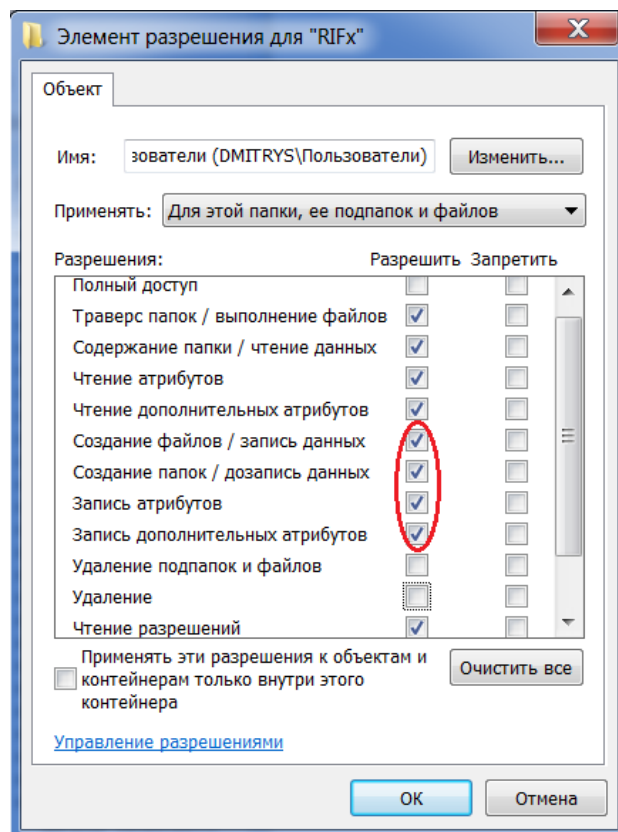 Элемент разрешения для "RIFx"
Объект
Имя: зователи (DMITRYS\Пользователи) Изменить...
Применять: Для этой папки, ее подпапок и файлов
Разрешения: Разрешить Запретить
Полный доступ
Траверс папок / выполнение файлов
Содержание папки / чтение данных
Чтение атрибутов
Чтение дополнительных атрибутов
Создание файлов / запись данных
Создание папок / дозапись данных
Запись атрибутов
Запись дополнительных атрибутов
Удаление подпапок и файлов
Удаление
Чтение разрешений
Применять эти разрешения к объектам и
контейнерам только внутри этого
контейнера
Очистить все
Управление разрешениями
ОК Отмена